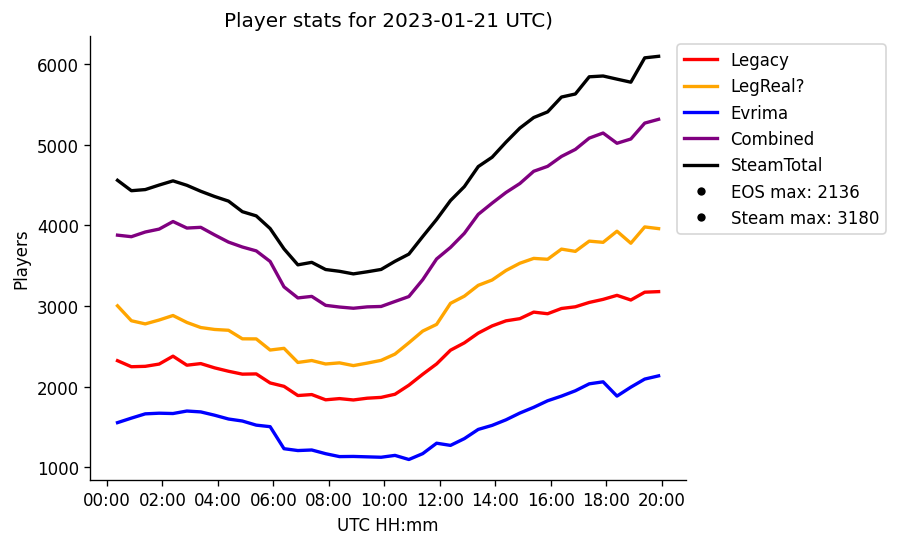 Player stats for 2023-01-21 UTC)
Legacy
LegReal?
Evrima
Combined
SteamTotal
EOS max: 2136
Steam max: 3180
Players
6000
5000
4000
3000
2000
1000
00:00 02:00 04:00 06:00 08:00 10:00 12:00 14:00 16:00 18:00 20:00
UTC HH:mm